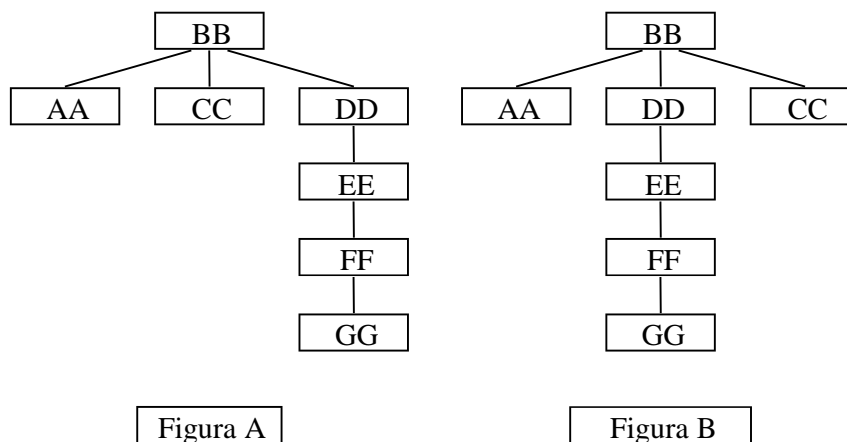 BB BB
AA CC DD AA DD CC
EE EE
FF FF
GG GG
Figura A Figura B